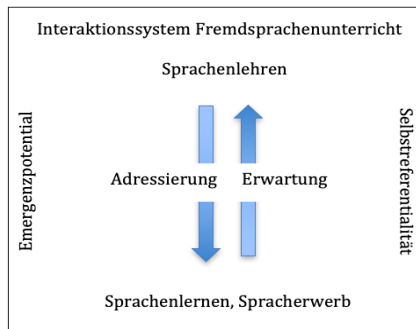 Interaktionssystem Fremdsprachenunterricht
Sprachenlehren
Emergenzpotential
Adressierung
Erwartung
Selbstreferentialität
Sprachenlernen, Spracherwerb